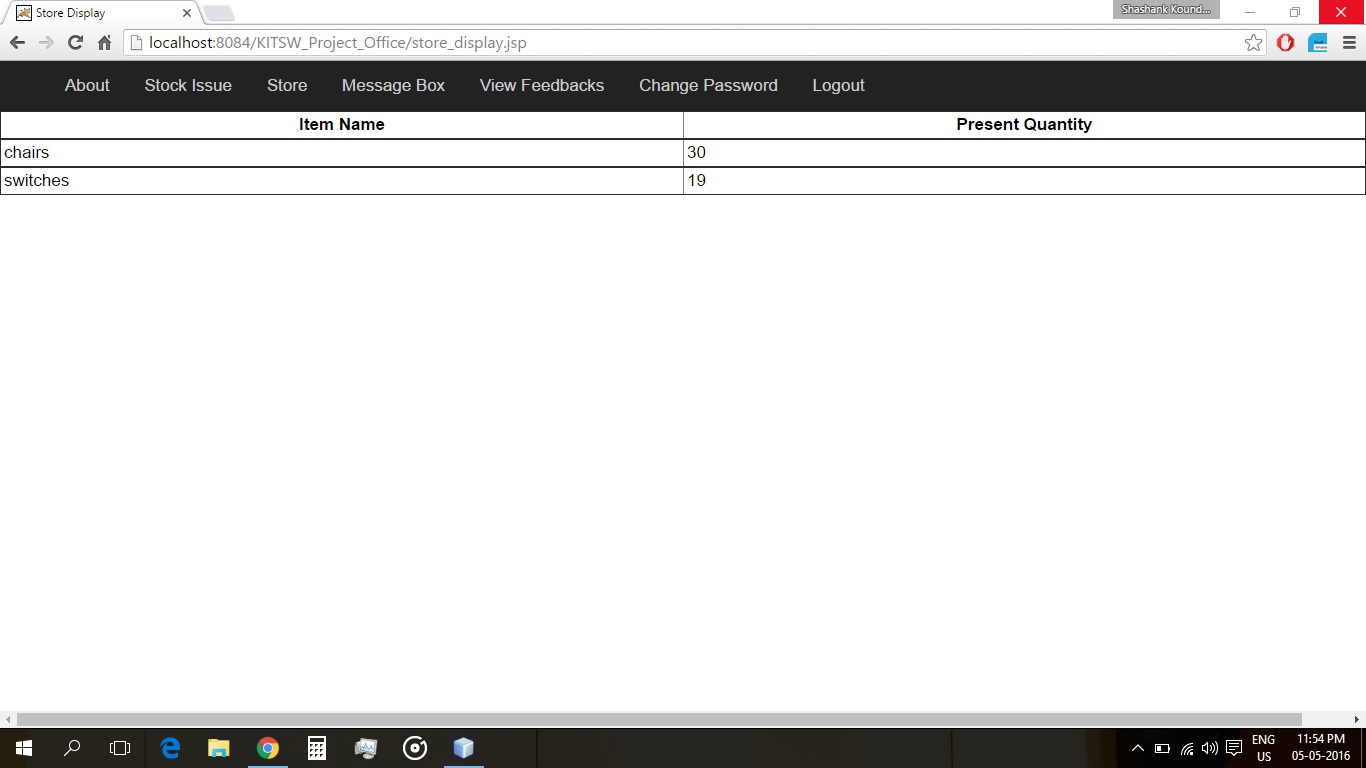 Store Display
Shashank Kound...
localhost:8084/KITSW_Project_Office/store_display.jsp
About Stock Issue Store Message Box View Feedbacks Change Password Logout
Item Name Present Quantity
chairs 30
switches 19
ENG 11:54 PM
US 05-05-2016